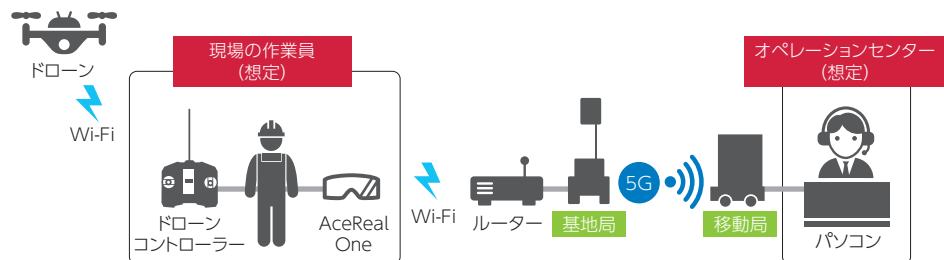 ドローン
Wi-Fi
現場の作業員
(想定)
ドローン
コントローラー
AceReal
One
Wi-Fi
ルーター
基地局
5G
移動局
オペレーションセンター
(想定)
パソコン